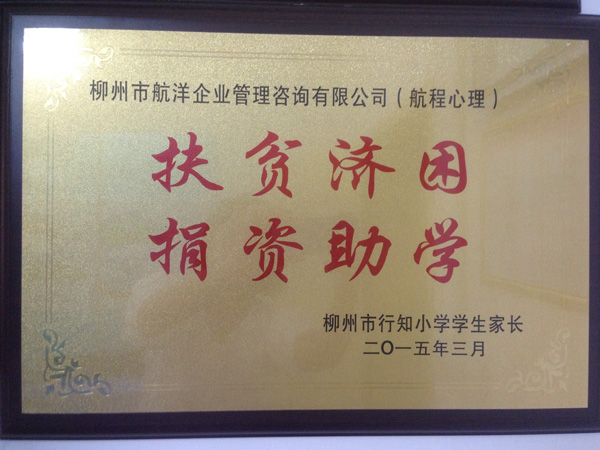 柳州市航洋企业管理咨询有限公司（航程心理）
扶贫济困
捐资助学
柳州市行知小学学生家长
二〇一五年三月